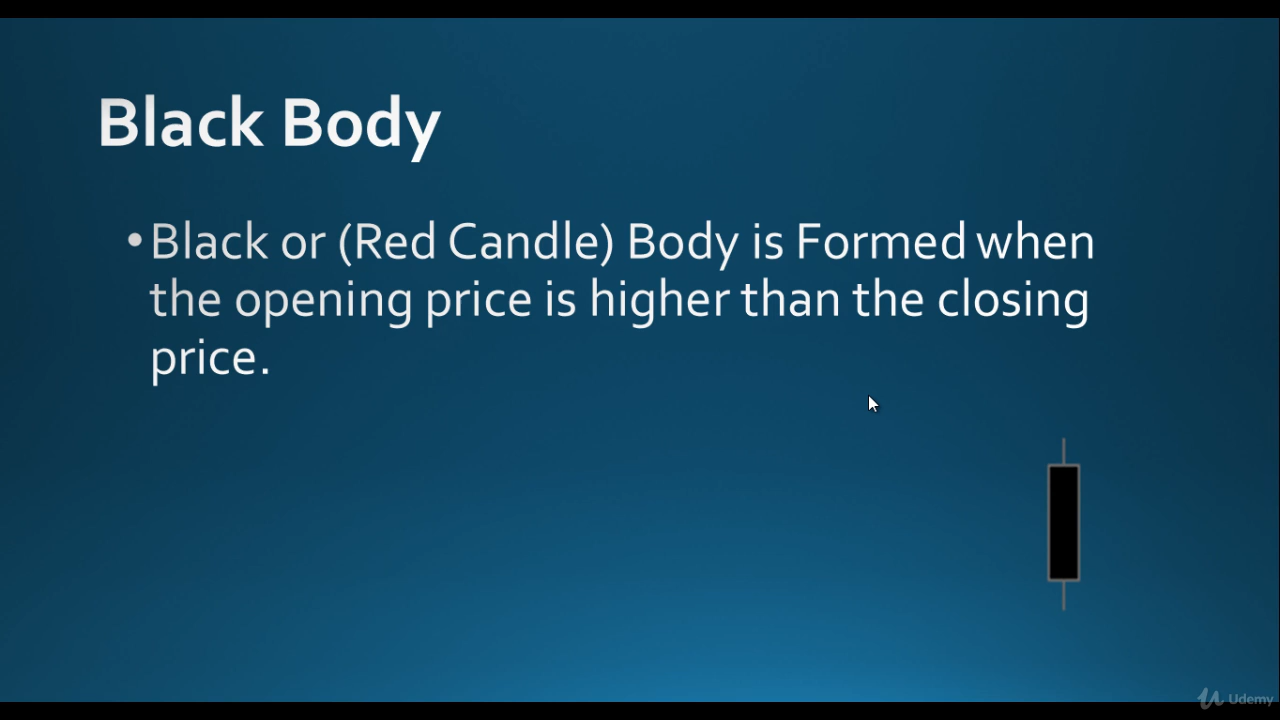 Black Body
•Black or (Red Candle) Body is Formed when
the opening price is higher than the closing
price.
Udemy